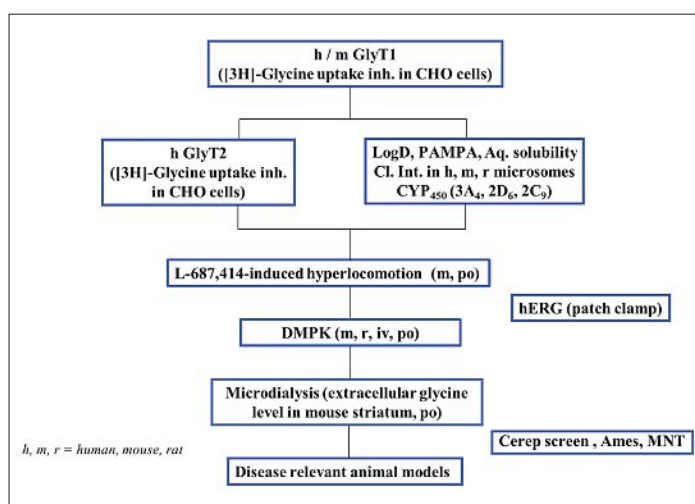 h / m GlyT1
([3H]-Glycine uptake inh. in CHO cells)
h GlyT2
([3H]-Glycine uptake inh.
in CHO cells)
LogD, PAMPA, Aq. solubility
Cl. Int. in h, m, r microsomes
CYP450 (3A4, 2D6, 2C9)
L-687,414-induced hyperlocomotion (m, po)
hERG (patch clamp)
DMPK (m, r, iv, po)
Microdialysis (extracellular glycine
level in mouse striatum, po)
Cerep screen , Ames, MNT
h, m, r = human, mouse, rat
Disease relevant animal models